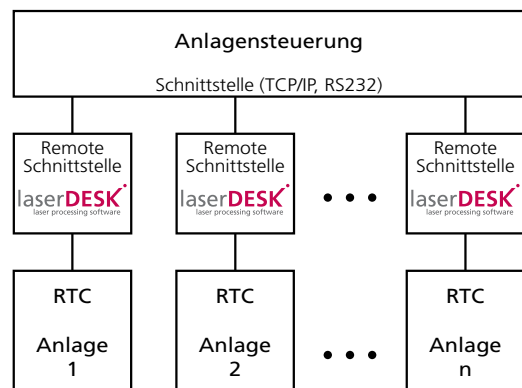 Anlagensteuerung
Schnittstelle (TCP/IP, RS232)
Remote
Schnittstelle
laserDESK
laser processing software
Remote
Schnittstelle
laserDESK
laser processing software
Remote
Schnittstelle
laserDESK
laser processing software
RTC
Anlage
1
RTC
Anlage
2
RTC
Anlage
n